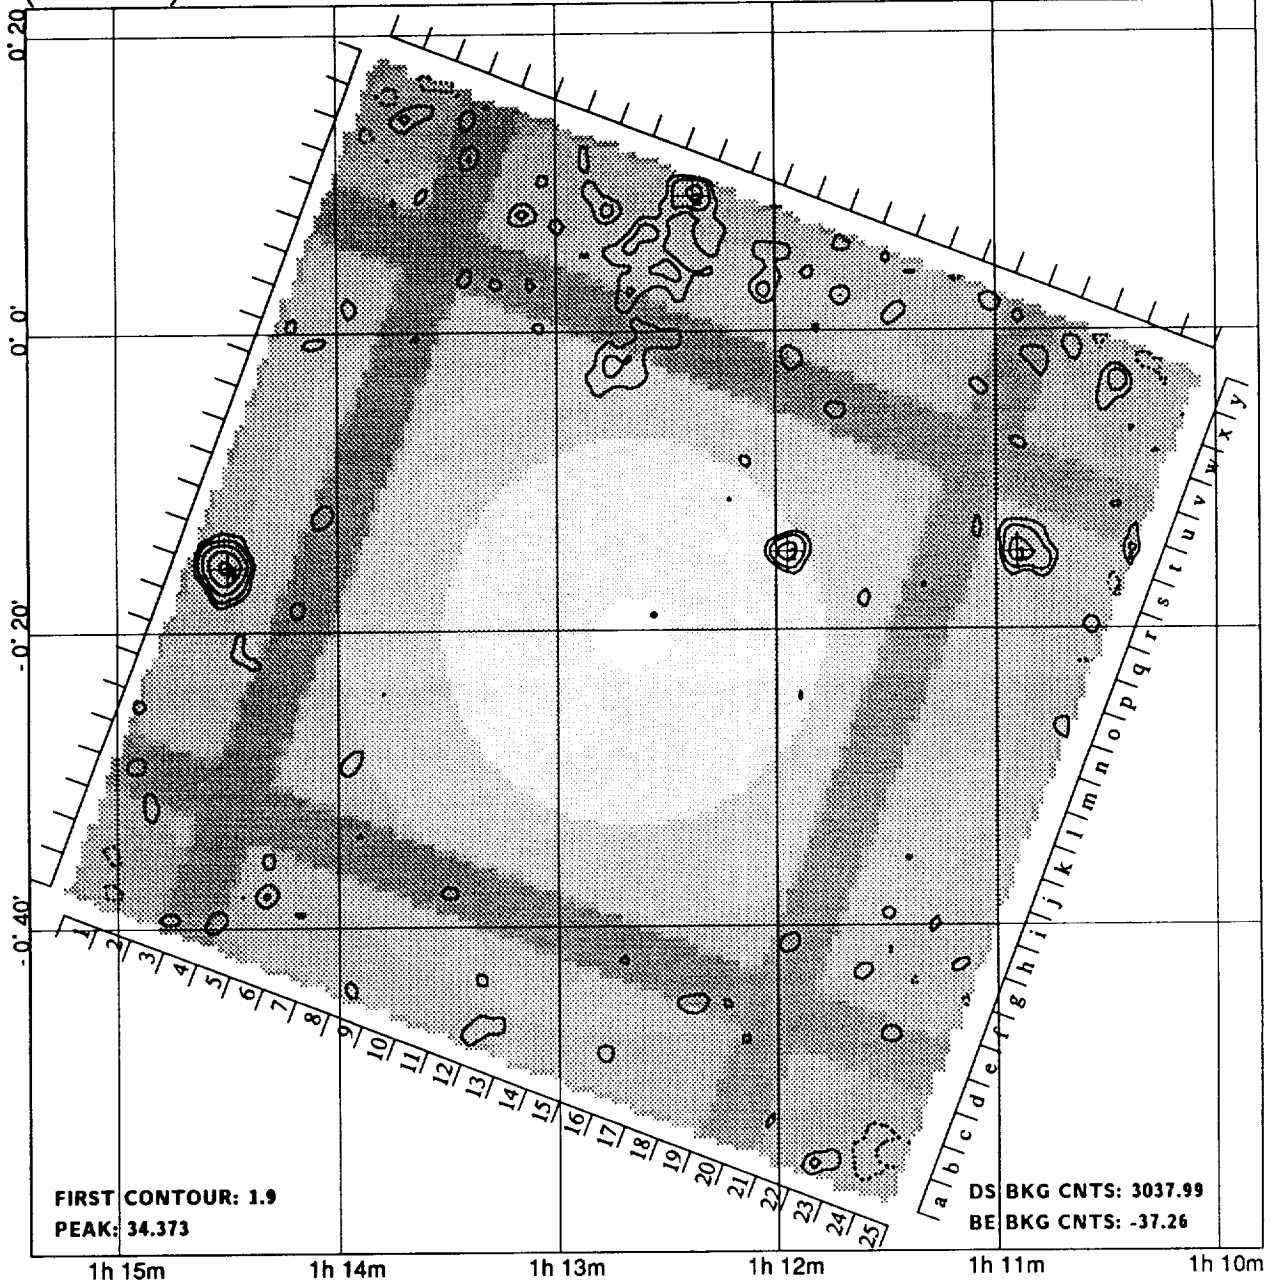 0° 20'
0° 0'
- 0° 20'
- 0° 40'
1 2 3 4 5 6 7 8 9 10 11 12 13 14 15 16 17 18 19 20 21 22 23 24 25
a b c d e f g h i j k l m n o p q r s t u v w x y
FIRST CONTOUR: 1.9
PEAK: 34.373
DS BKG CNTS: 3037.99
BE BKG CNTS: -37.26
1h 15m 1h 14m 1h 13m 1h 12m 1h 11m 1h 10m